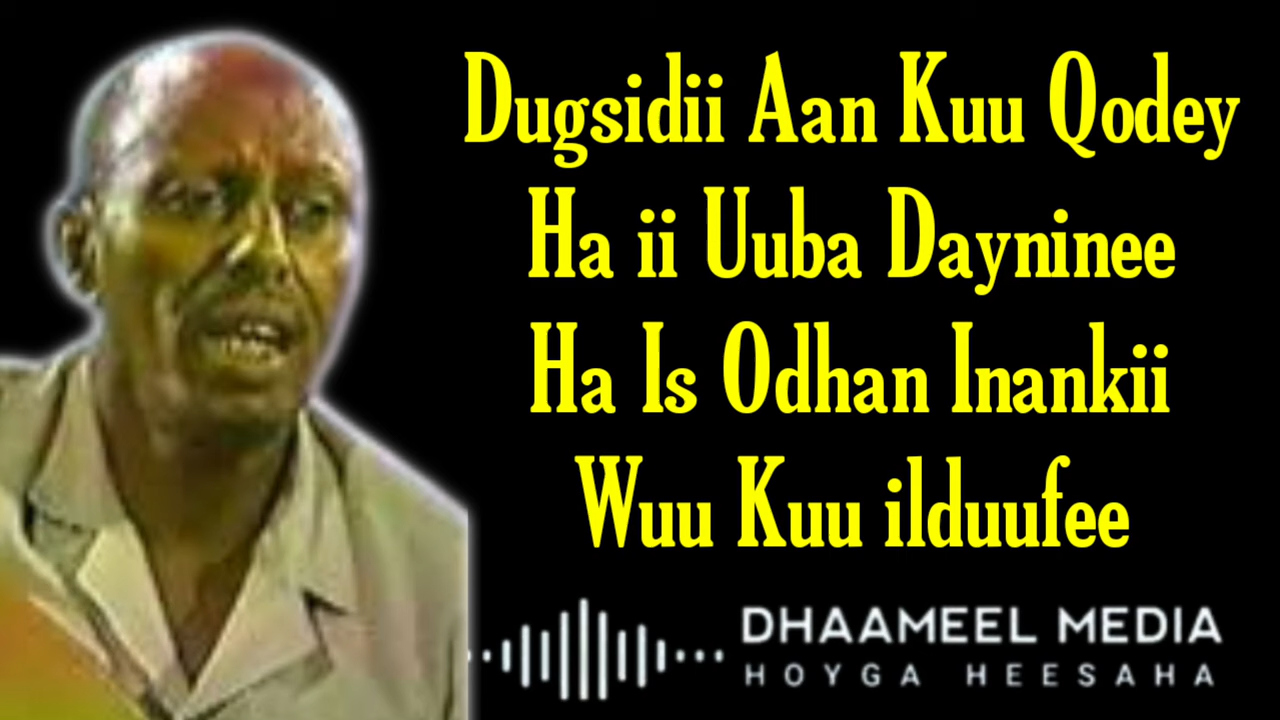 Dugsidii Aan Kuu Qodey
Ha ii Uuba Dayninee
Ha Is Odhan Inankii
Wuu Kuu ilduufee
DHAAMEEL MEDIA
HOYGA HEESAHA